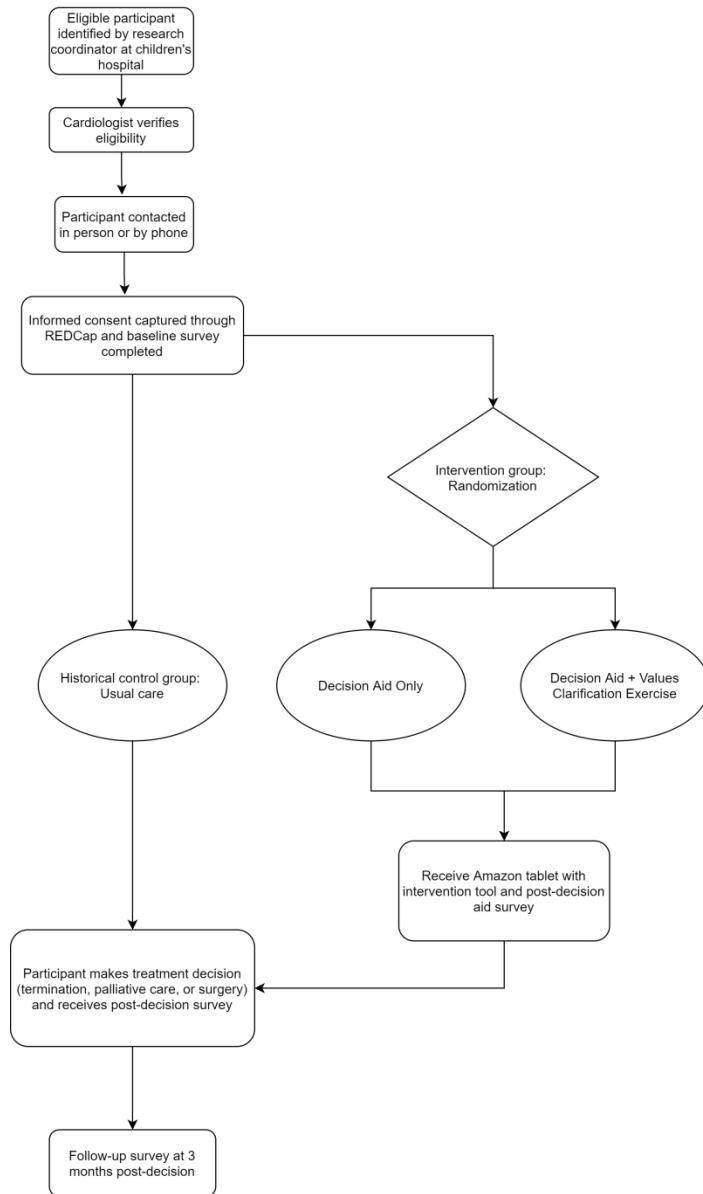 Eligible participant
identified by research
coordinator at children's
hospital
Cardiologist verifies
eligibility
Participant contacted
in person or by phone
Informed consent captured through
REDCap and baseline survey
completed
Intervention group:
Randomization
Historical control group:
Usual care
Decision Aid Only
Decision Aid + Values
Clarification Exercise
Receive Amazon tablet with
intervention tool and post-decision
aid survey
Participant makes treatment decision
(termination, palliative care, or surgery)
and receives post-decision survey
Follow-up survey at 3
months post-decision